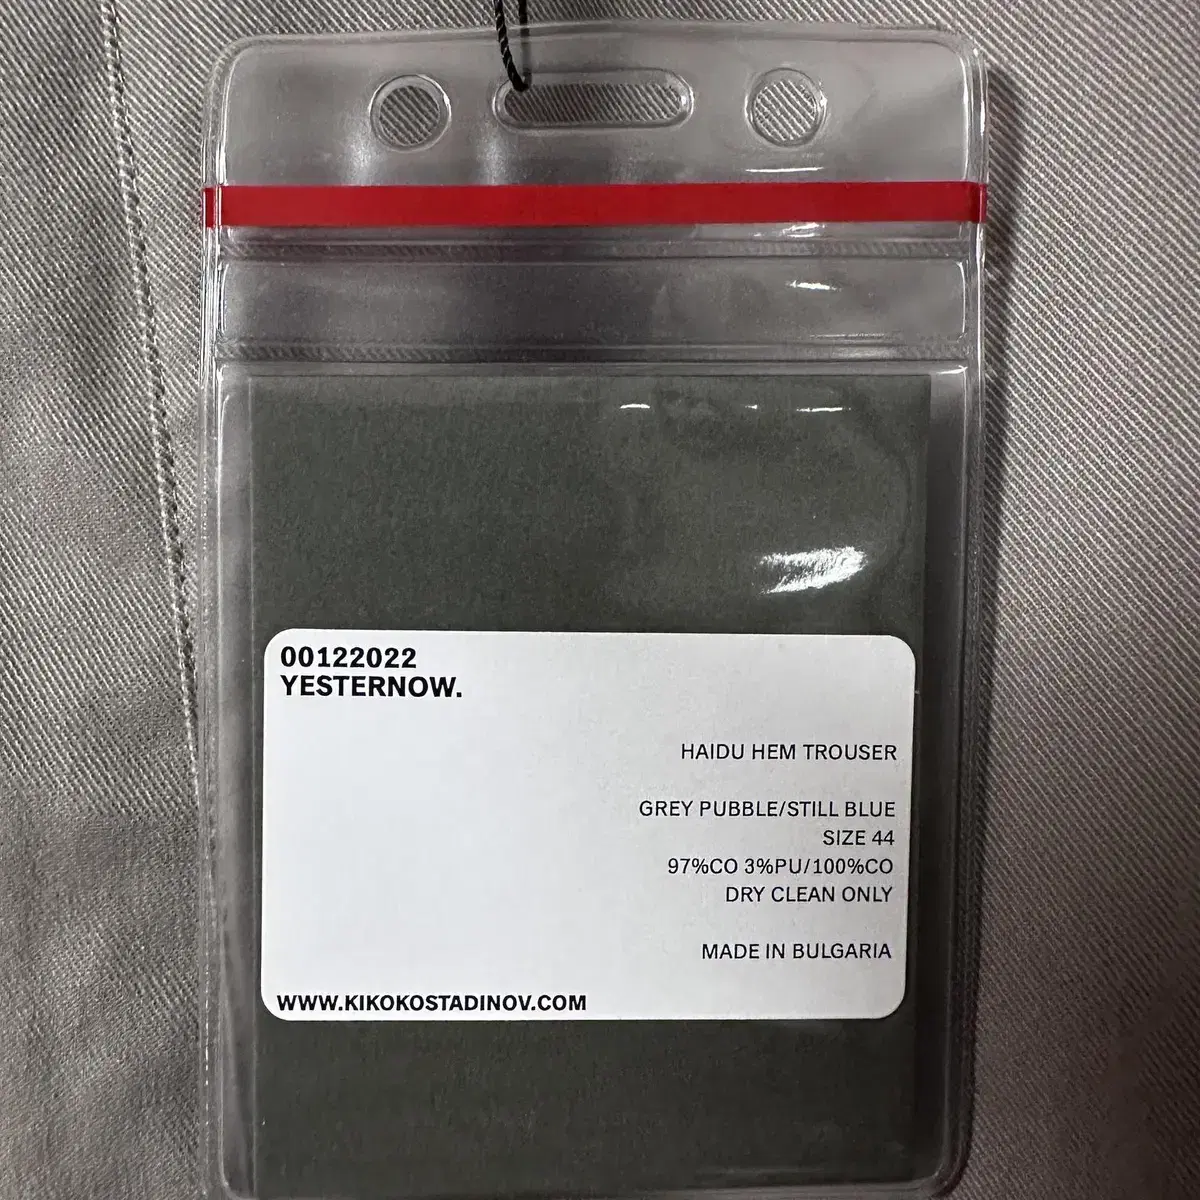 00122022
YESTERNOW.
HAIDU HEM TROUSER
GREY PUBBLE/STILL BLUE
SIZE 44
97%CO 3%PU/100%CO
DRY CLEAN ONLY
MADE IN BULGARIA
WWW.KIKOKOSTADINOV.COM